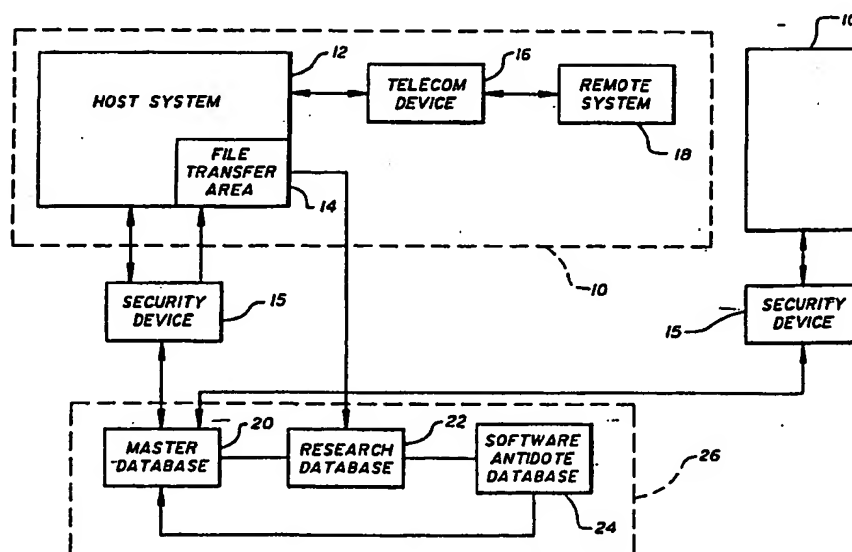 12
HOST SYSTEM
FILE
TRANSFER
AREA
14
16
TELECOM
DEVICE
REMOTE
SYSTEM
18
10
SECURITY
DEVICE
15
SECURITY
DEVICE
15
MASTER
DATABASE
20
RESEARCH
DATABASE
22
SOFTWARE
ANTIDOTE
DATABASE
24
26